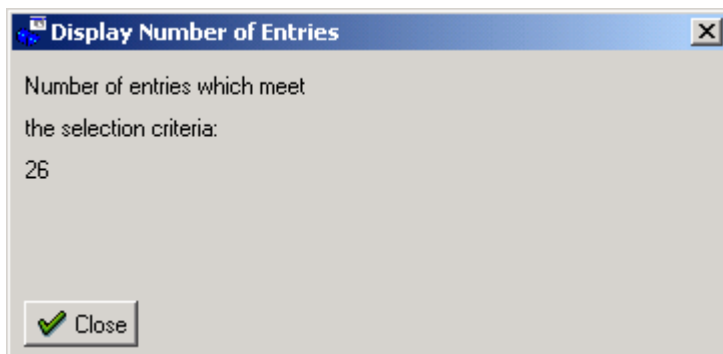 Display Number of Entries
Number of entries which meet
the selection criteria:
26
Close